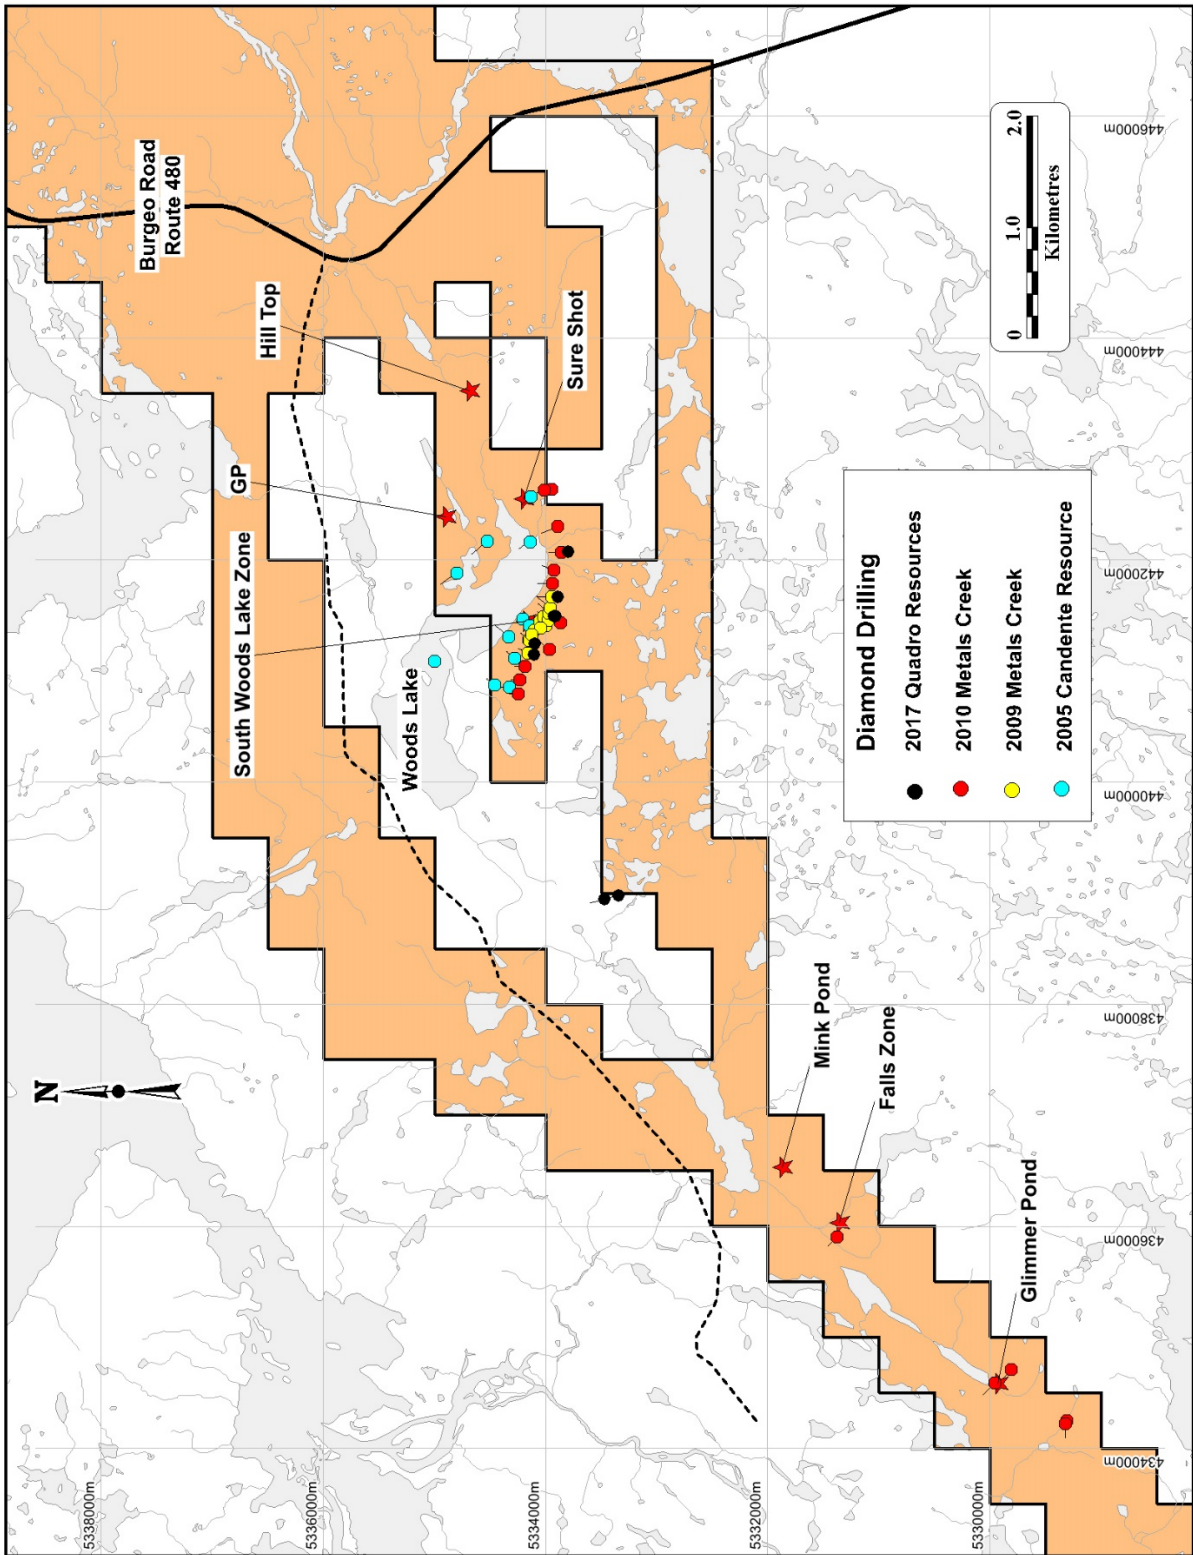 5338000m
5336000m
5334000m
5332000m
5330000m
434000m
436000m
438000m
440000m
442000m
444000m
446000m
N
Burgeo Road
Route 480
Hill Top
GP
South Woods Lake Zone
Woods Lake
Sure Shot
Mink Pond
Falls Zone
Glimmer Pond
Diamond Drilling
2017 Quadro Resources
2010 Metals Creek
2009 Metals Creek
2005 Candente Resource
0 1.0 2.0
Kilometres